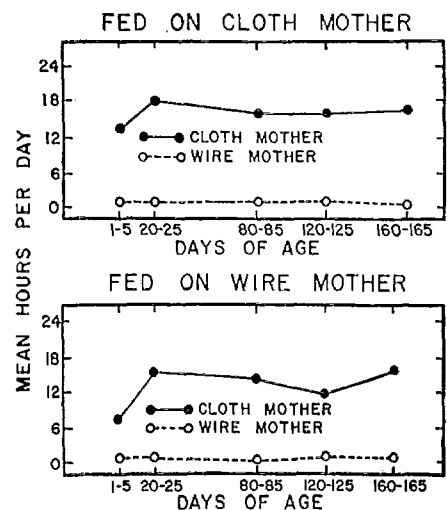 FED ON CLOTH MOTHER
24
18
12
6
0
CLOTH MOTHER
WIRE MOTHER
1-5 20-25 80-85 120-125 160-165
DAYS OF AGE
MEAN HOURS PER DAY
FED ON WIRE MOTHER
24
18
12
6
0
CLOTH MOTHER
WIRE MOTHER
1-5 20-25 80-85 120-125 160-165
DAYS OF AGE